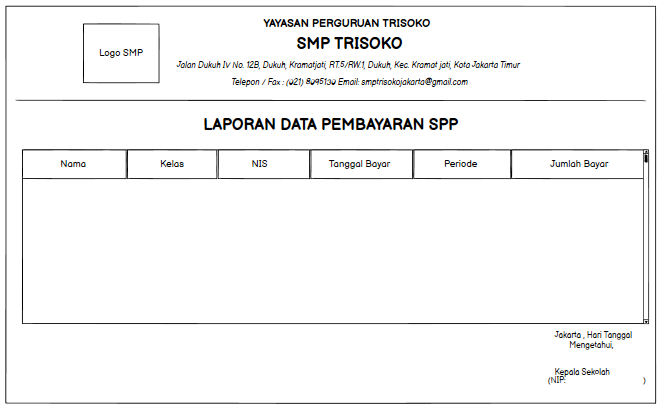 YAYASAN PERGURUAN TRISOKO
Logo SMP
SMP TRISOKO
Jalan Dukuh Iv No. 12B, Dukuh, Kramatjati, RT.5/RW.1, Dukuh, Kec. Kramat jati, Kota Jakarta Timur
Telepon / Fax : (021) 8095130 Email: smptrisokojakarta@gmail.com
LAPORAN DATA PEMBAYARAN SPP
Nama Kelas NIS Tanggal Bayar Periode Jumlah Bayar
Jakarta , Hari Tanggal
Mengetahui,
Kepala Sekolah
(NIP. )